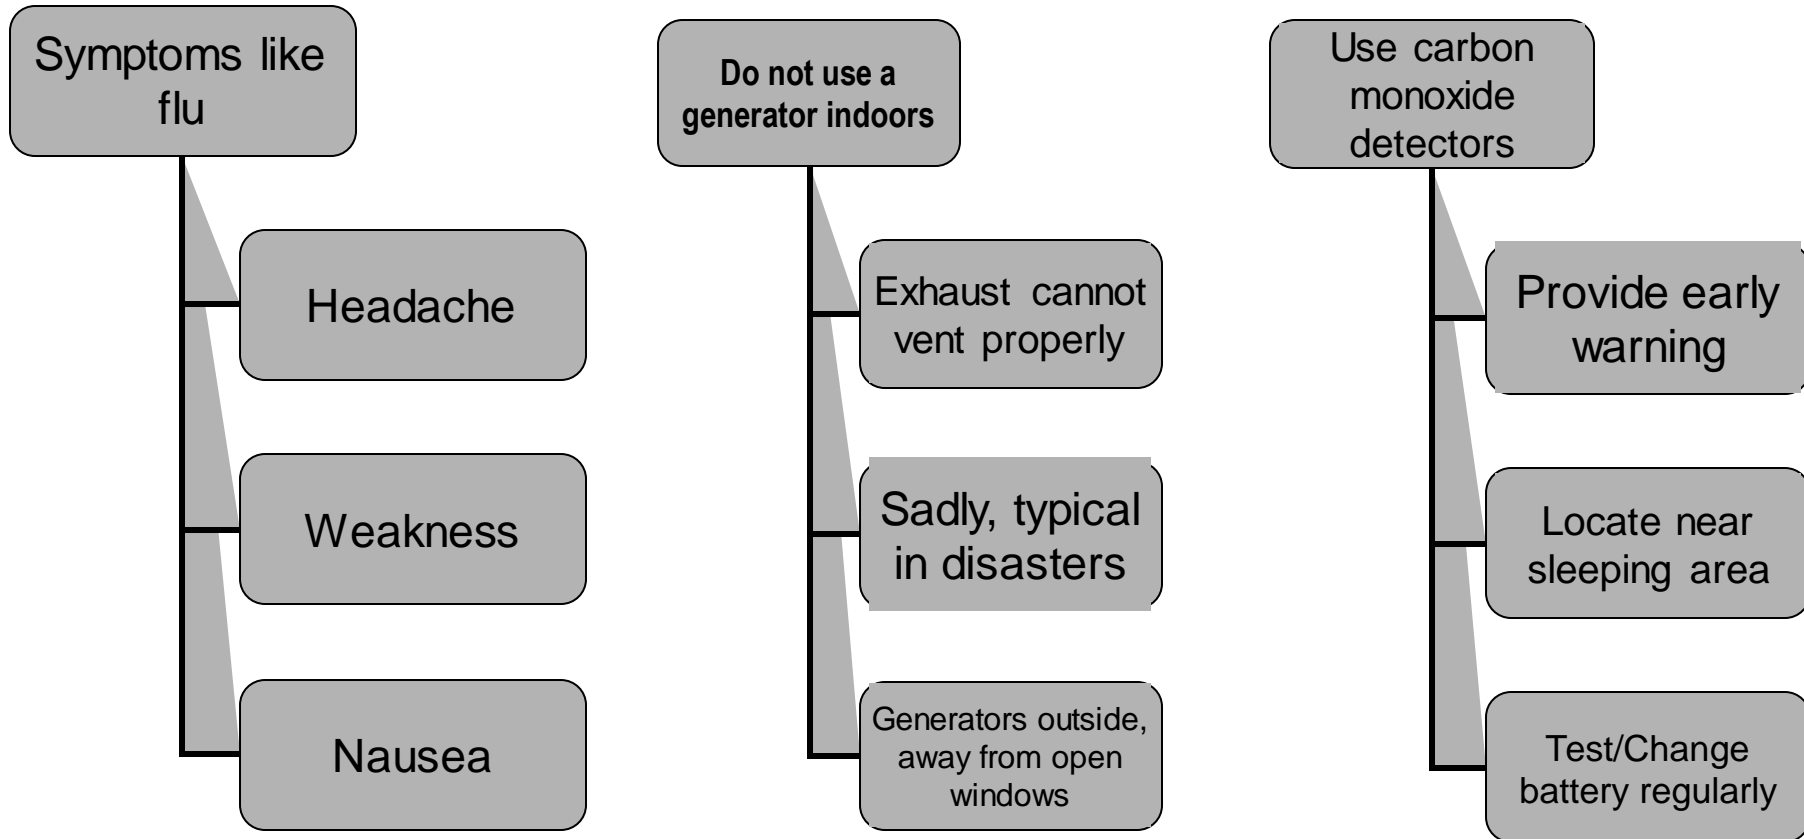 Symptoms like
flu
Headache
Weakness
Nausea
Do not use a
generator indoors
Exhaust cannot
vent properly
Sadly, typical
in disasters
Generators outside,
away from open
windows
Use carbon
monoxide
detectors
Provide early
warning
Locate near
sleeping area
Test/Change
battery regularly